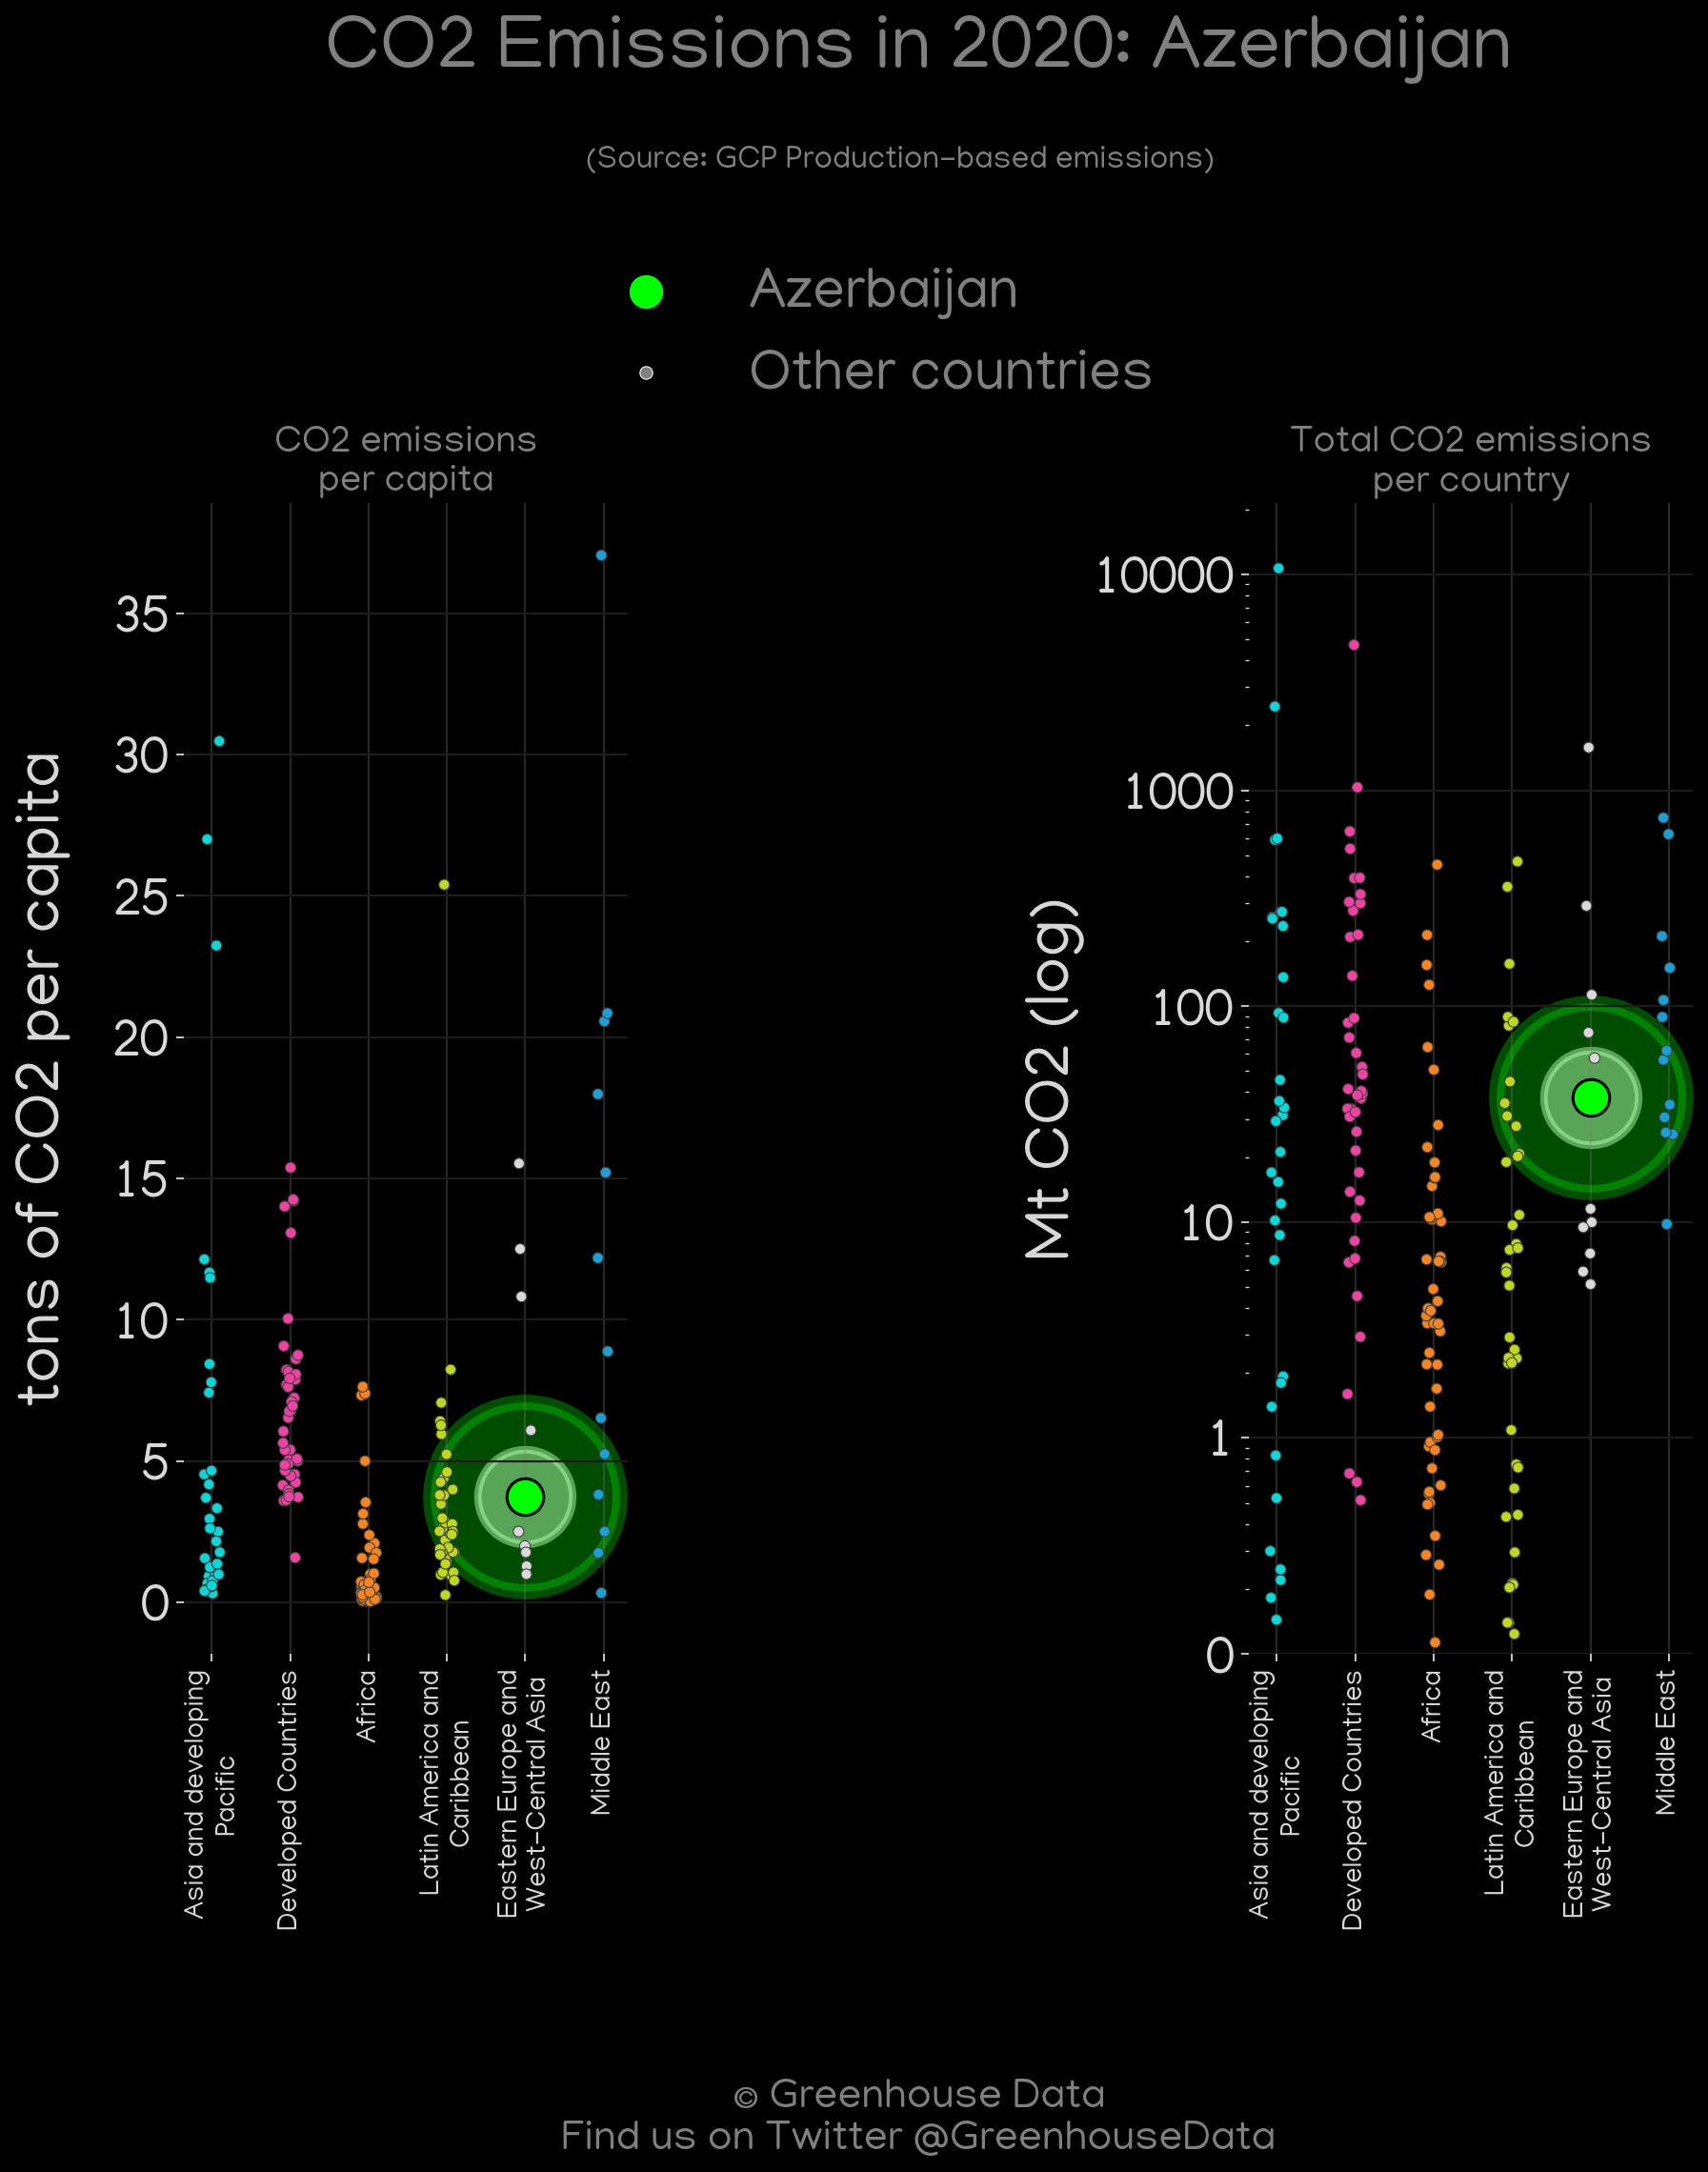 CO2 Emissions in 2020: Azerbaijan
(Source: GCP Production-based emissions)
Azerbaijan
Other countries
CO2 emissions
per capita
tons of CO2 per capita
35
30
25
20
15
10
5
0
Asia and developing
Pacific
Developed Countries
Africa
Latin America and
Caribbean
Eastern Europe and
West-Central Asia
Middle East
Total CO2 emissions
per country
Mt CO2 (log)
10000
1000
100
10
1
0
Asia and developing
Pacific
Developed Countries
Africa
Latin America and
Caribbean
Eastern Europe and
West-Central Asia
Middle East
© Greenhouse Data
Find us on Twitter @GreenhouseData